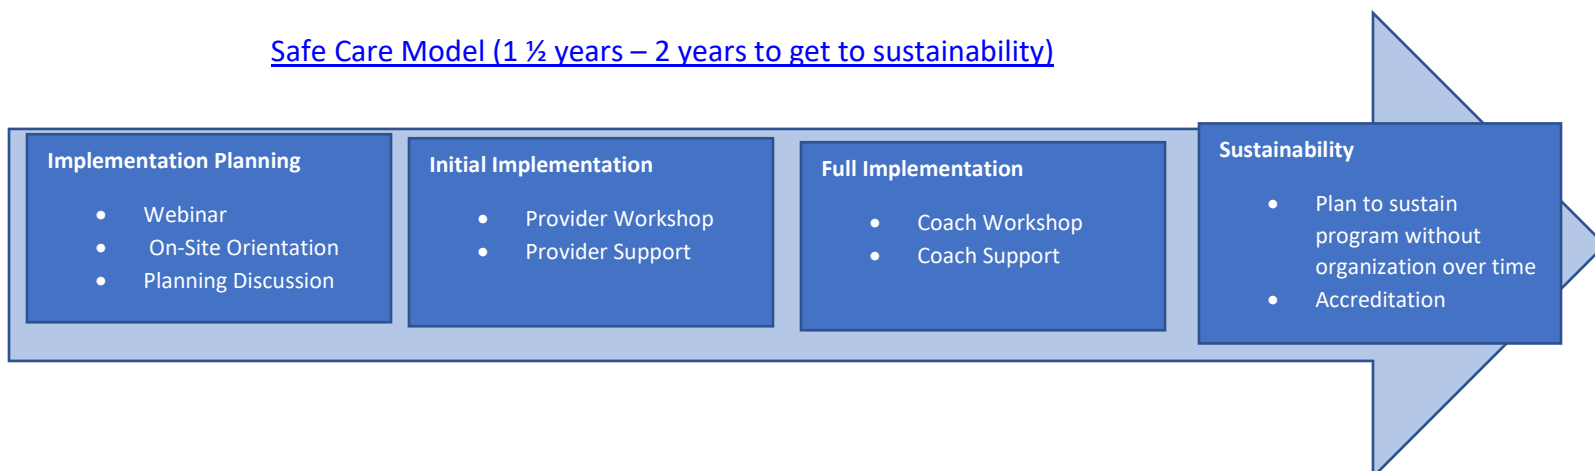 Safe Care Model (1 ½ years – 2 years to get to sustainability)
Implementation Planning
• Webinar
• On-Site Orientation
• Planning Discussion
Initial Implementation
• Provider Workshop
• Provider Support
Full Implementation
• Coach Workshop
• Coach Support
Sustainability
• Plan to sustain
program without
organization over time
• Accreditation